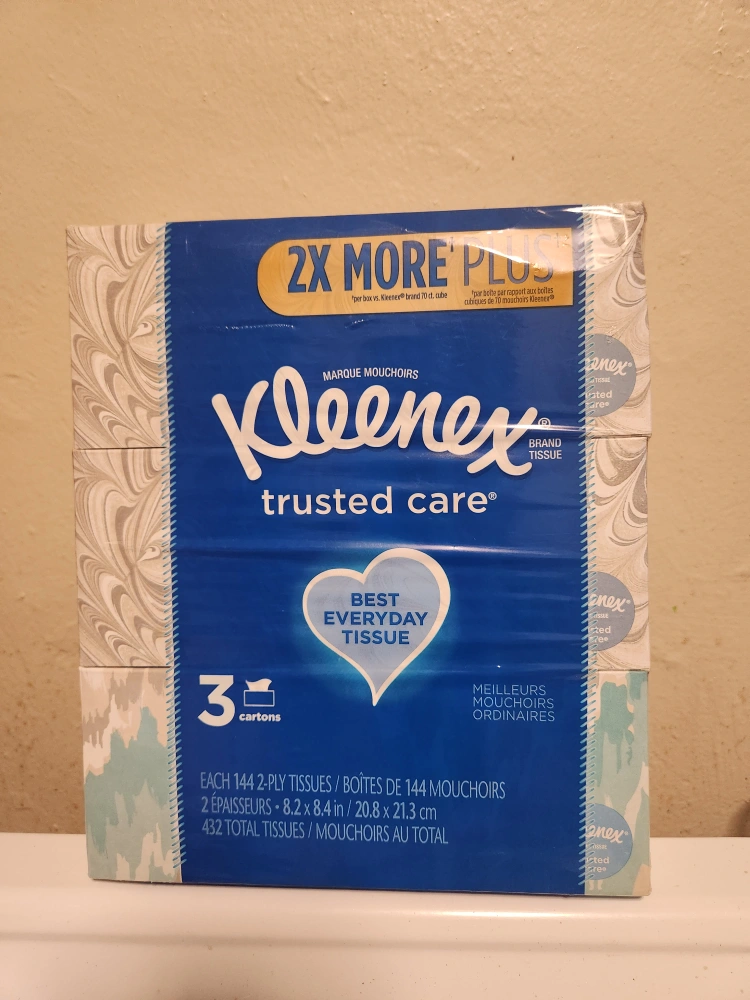 2X MORE† PLUS
*per box vs. Kleenex® brand 70 ct. cube
*par boîte par rapport aux boîtes
cubiques de 70 mouchoirs Kleenex®
MARQUE MOUCHOIRS
Kleenex®
BRAND
TISSUE
trusted care®
BEST
EVERYDAY
TISSUE
3 cartons
MEILLEURS
MOUCHOIRS
ORDINAIRES
EACH 144 2-PLY TISSUES / BOÎTES DE 144 MOUCHOIRS
2 ÉPAISSEURS • 8.2 x 8.4 in / 20.8 x 21.3 cm
432 TOTAL TISSUES / MOUCHOIRS AU TOTAL